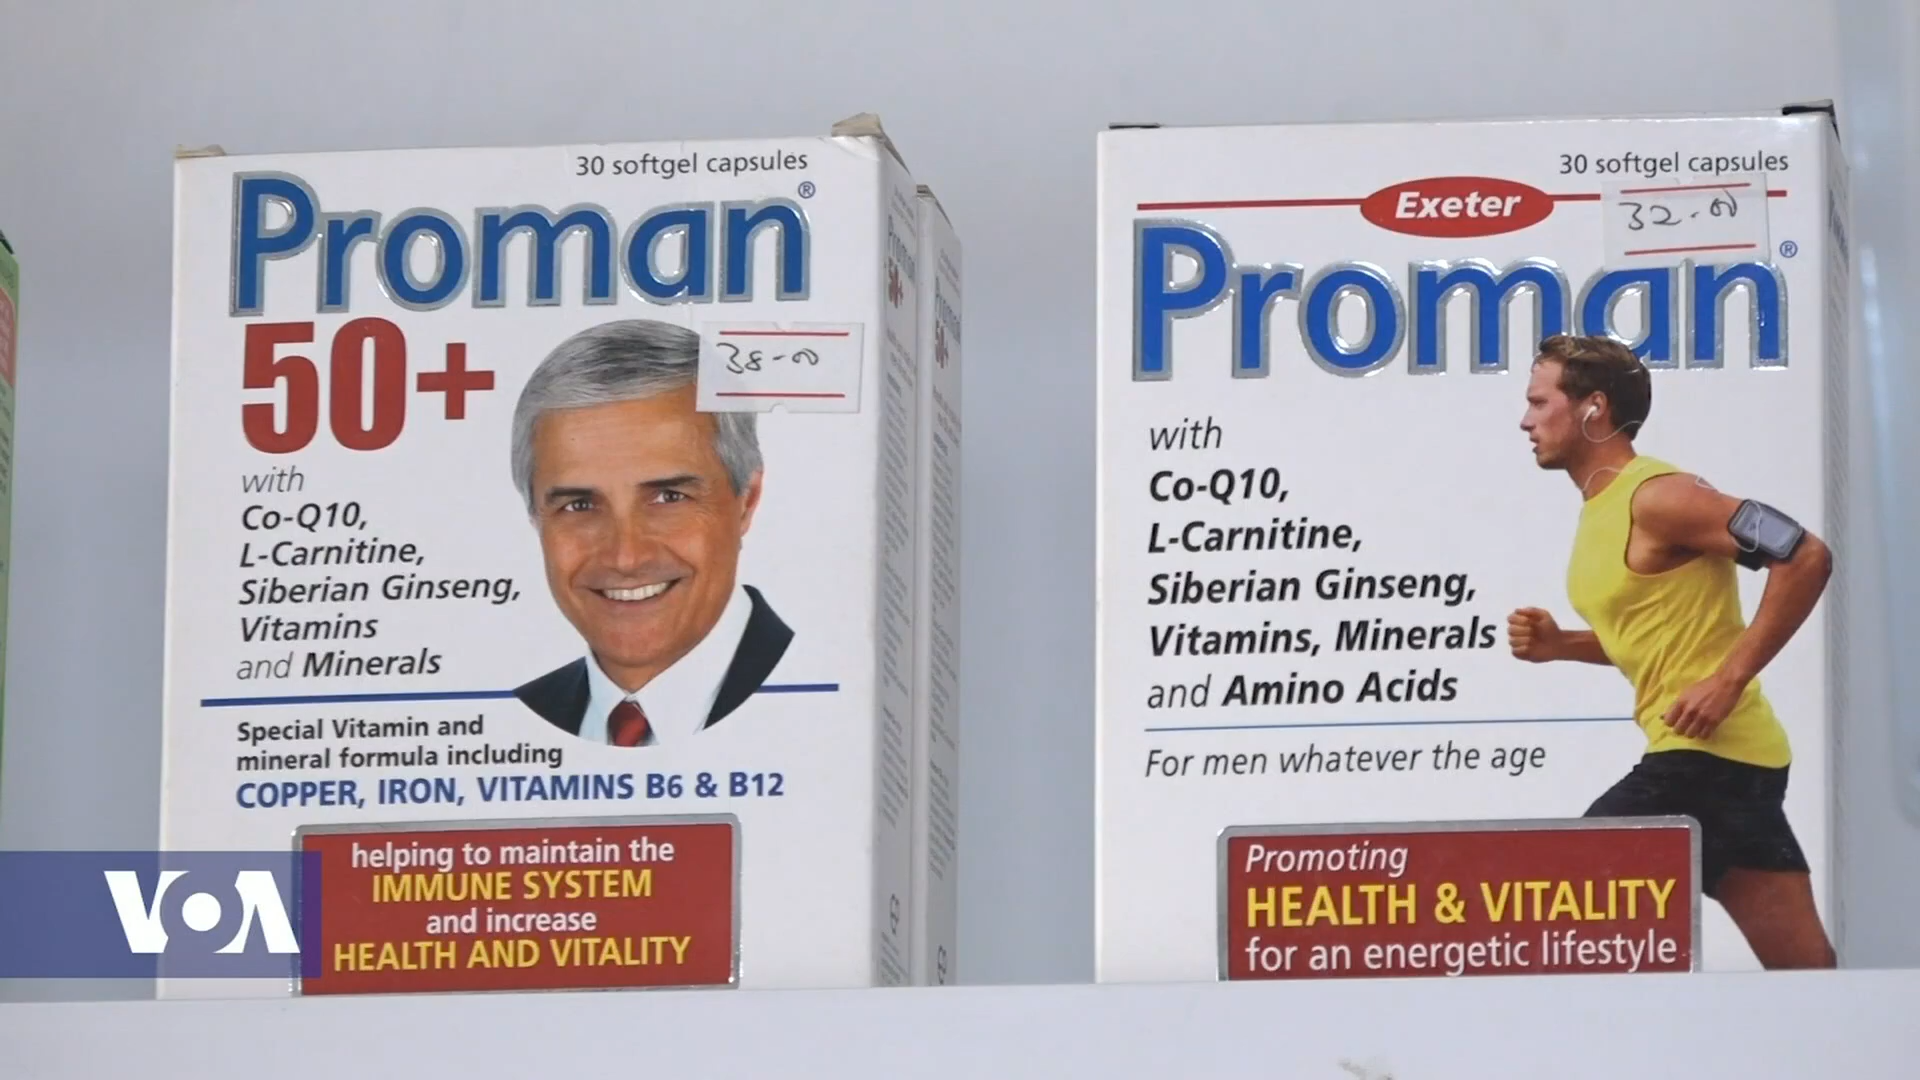 30 softgel capsules
Proman®
50+
38-00
with
Co-Q10,
L-Carnitine,
Siberian Ginseng,
Vitamins
and Minerals
Special Vitamin and
mineral formula including
COPPER, IRON, VITAMINS B6 & B12
helping to maintain the
IMMUNE SYSTEM
and increase
HEALTH AND VITALITY
Proman
50+
30 softgel capsules
Exeter
32-00
Proman®
with
Co-Q10,
L-Carnitine,
Siberian Ginseng,
Vitamins, Minerals
and Amino Acids
For men whatever the age
Promoting
HEALTH & VITALITY
for an energetic lifestyle
VOA